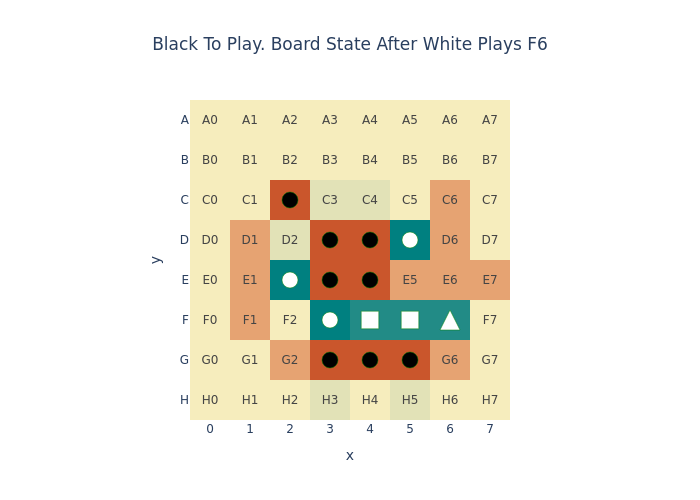 Black To Play. Board State After White Plays F6
A A0 A1 A2 A3 A4 A5 A6 A7
B B0 B1 B2 B3 B4 B5 B6 B7
C C0 C1 C3 C4 C5 C6 C7
D D0 D1 D2 D6 D7
y
E E0 E1 E5 E6 E7
F F0 F1 F2 F7
G G0 G1 G2 G6 G7
H H0 H1 H2 H3 H4 H5 H6 H7
0 1 2 3 4 5 6 7
x